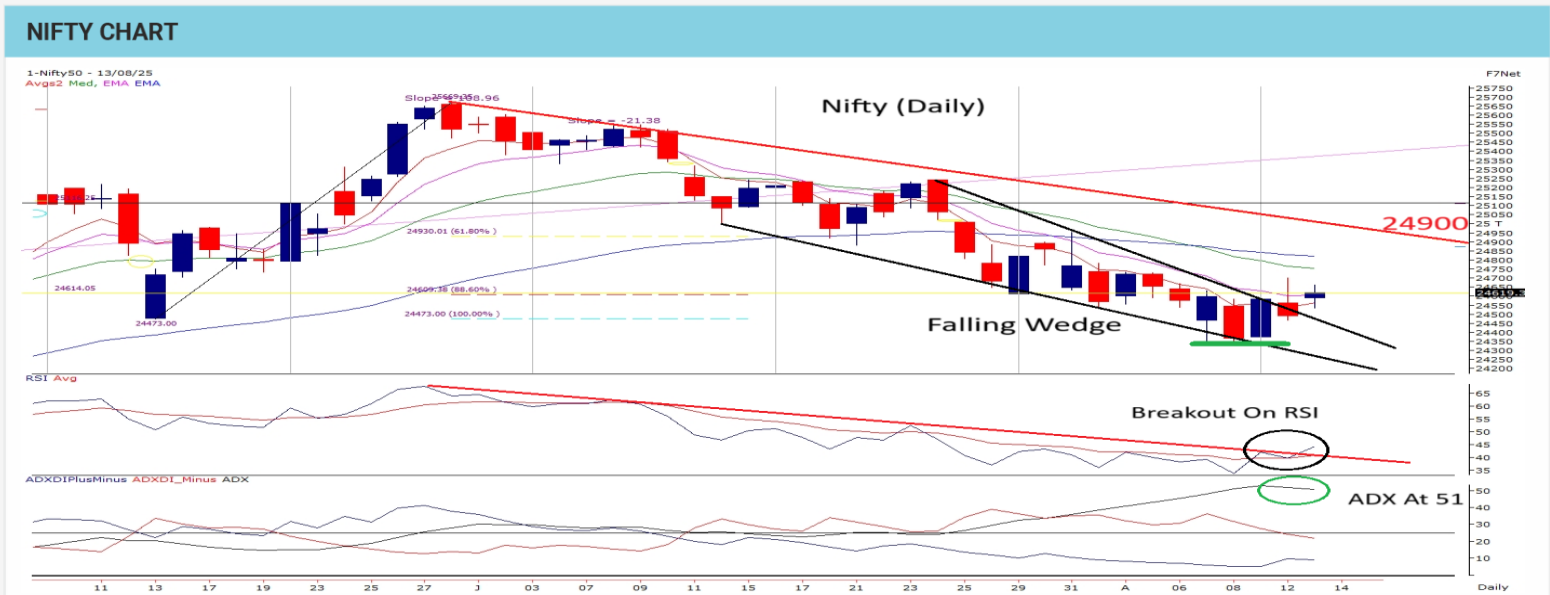 NIFTY CHART
1-Nifty50 - 13/08/25
F7Net
Avgs2 Med, EMA EMA
Nifty (Daily)
Slope =
Slope = -21.38
24930.01 (61.80% )
24614.05
24609.38 (88.60% )
24473.00 (100.00% )
24473.00
24900
Falling Wedge
25750
25700
25650
25600
25550
25500
25450
25400
25350
25300
25250
25200
25150
25100
25050
25 T
24950
24900
24850
24800
24750
24700
24650
24550
24500
24450
24400
24350
24300
24250
24200
RSI Avg
Breakout On RSI
65
60
55
50
45
40
35
ADXDIPlusMinus ADXDI_Minus ADX
ADX At 51
50
40
30
20
10
11 13 17 19 23 25 27 J 03 07 09 11 15 17 21 23 25 29 31 A 06 08 12 14 Daily